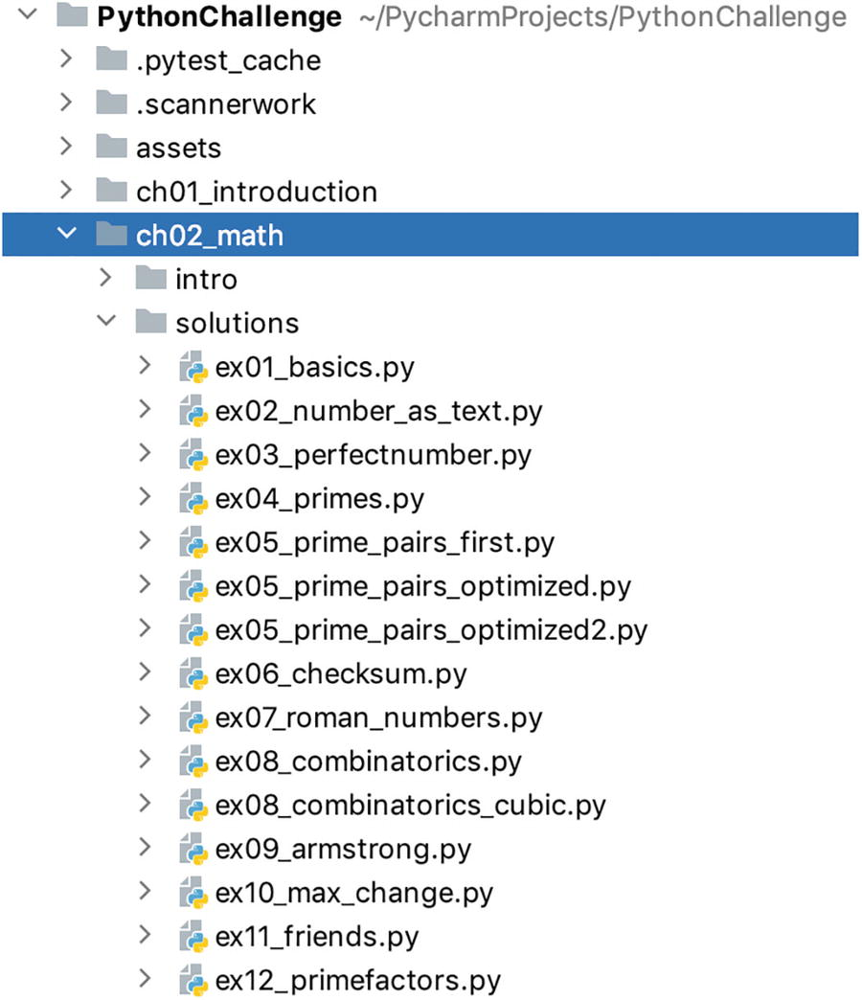 PythonChallenge ~/PycharmProjects/PythonChallenge
.pytest_cache
.scannerwork
assets
ch01_introduction
ch02_math
intro
solutions
ex01_basics.py
ex02_number_as_text.py
ex03_perfectnumber.py
ex04_primes.py
ex05_prime_pairs_first.py
ex05_prime_pairs_optimized.py
ex05_prime_pairs_optimized2.py
ex06_checksum.py
ex07_roman_numbers.py
ex08_combinatorics.py
ex08_combinatorics_cubic.py
ex09_armstrong.py
ex10_max_change.py
ex11_friends.py
ex12_primefactors.py